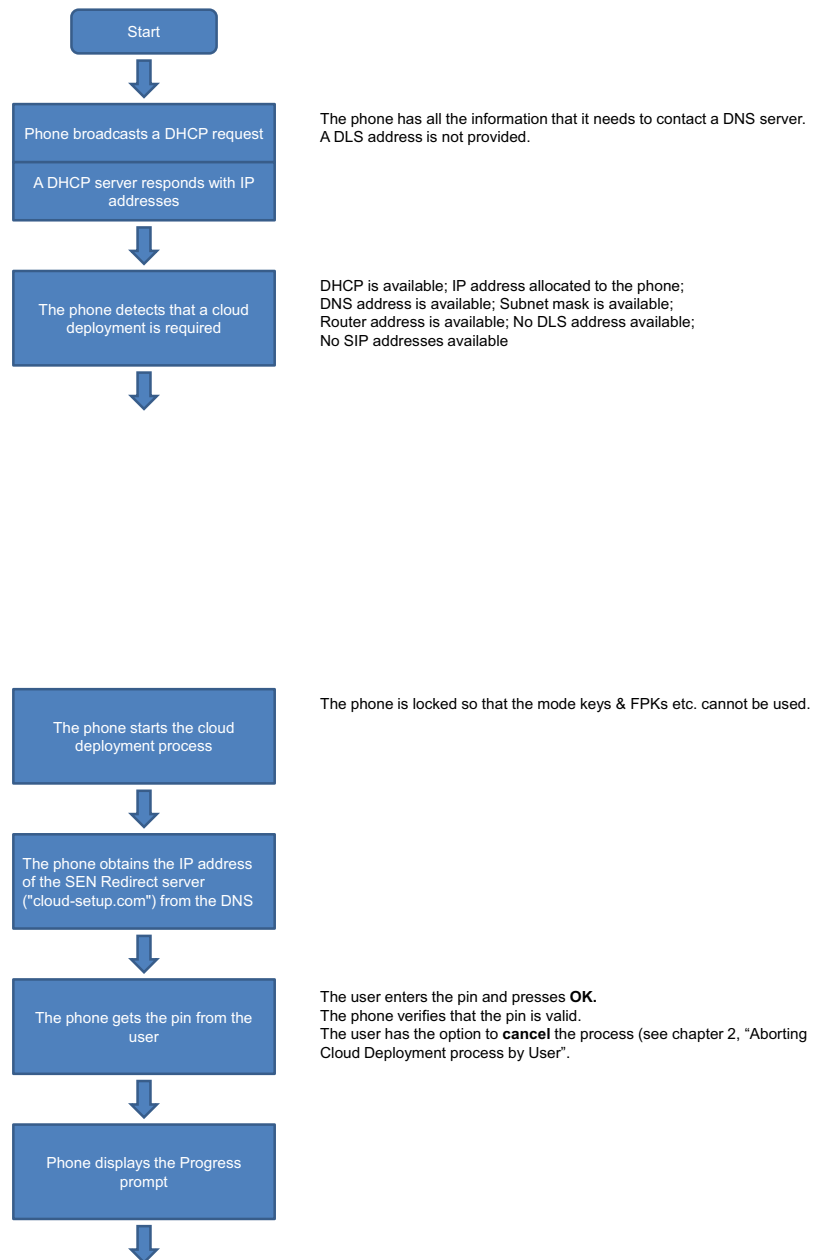 Start
Phone broadcasts a DHCP request
The phone has all the information that it needs to contact a DNS server.
A DLS address is not provided.
A DHCP server responds with IP
addresses
The phone detects that a cloud
deployment is required
DHCP is available; IP address allocated to the phone;
DNS address is available; Subnet mask is available;
Router address is available; No DLS address available;
No SIP addresses available
The phone starts the cloud
deployment process
The phone is locked so that the mode keys & FPKs etc. cannot be used.
The phone obtains the IP address
of the SEN Redirect server
("cloud-setup.com") from the DNS
The phone gets the pin from the
user
The user enters the pin and presses OK.
The phone verifies that the pin is valid.
The user has the option to cancel the process (see chapter 2, “Aborting
Cloud Deployment process by User”.
Phone displays the Progress
prompt